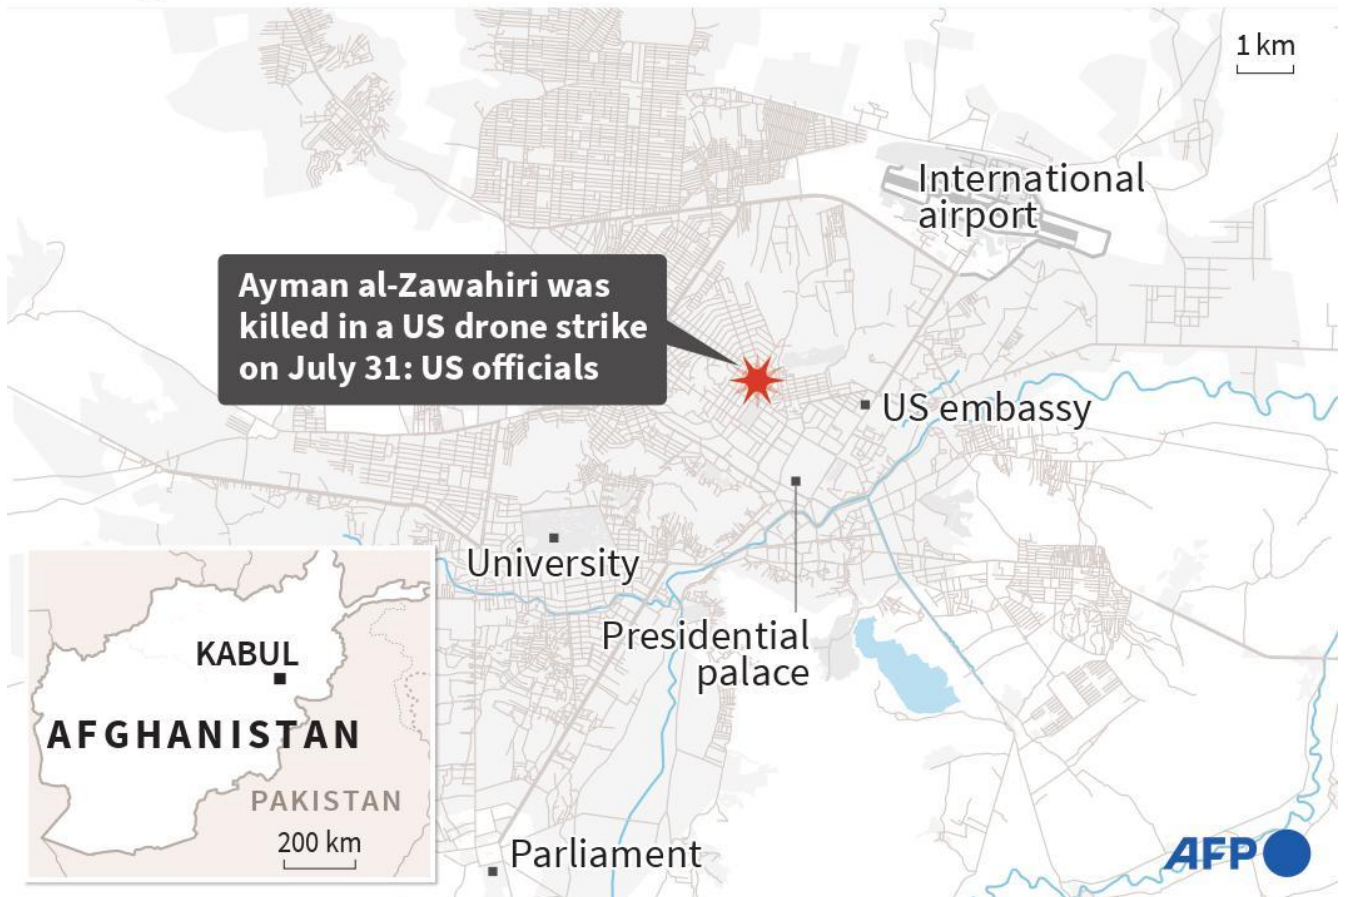 1 km
International
airport
Ayman al-Zawahiri was
killed in a US drone strike
on July 31: US officials
US embassy
University
Presidential
palace
KABUL
AFGHANISTAN
PAKISTAN
200 km
Parliament
AFP